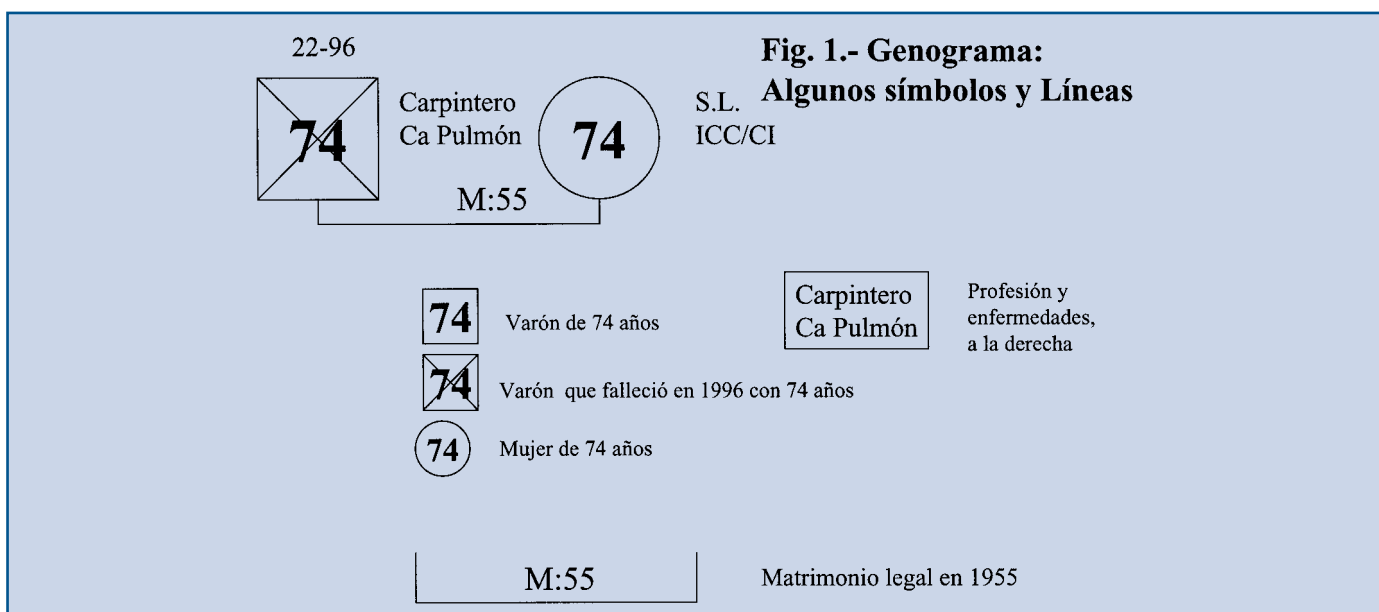 22-96
Fig. 1.- Genograma:
Algunos símbolos y Líneas
74
Carpintero
Ca Pulmón
74
S.L.
ICC/CI
M:55
74
Varón de 74 años
Carpintero
Ca Pulmón
Profesión y
enfermedades,
a la derecha
74
Varón que falleció en 1996 con 74 años
74
Mujer de 74 años
M:55
Matrimonio legal en 1955